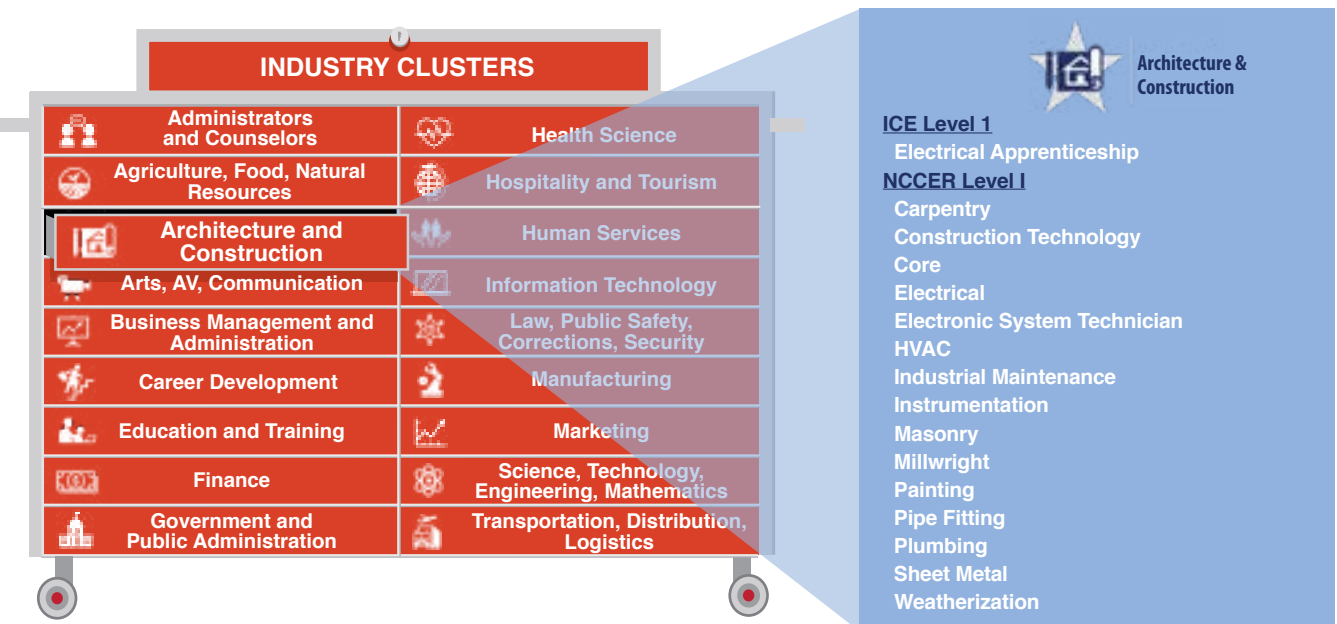 INDUSTRY CLUSTERS
Administrators
and Counselors
Agriculture, Food, Natural
Resources
Architecture and
Construction
Arts, AV, Communication
Business Management and
Administration
Career Development
Education and Training
Finance
Government and
Public Administration
Health Science
Hospitality and Tourism
Human Services
Information Technology
Law, Public Safety,
Corrections, Security
Manufacturing
Marketing
Science, Technology,
Engineering, Mathematics
Transportation, Distribution,
Logistics
Architecture &
Construction
ICE Level 1
Electrical Apprenticeship
NCCER Level I
Carpentry
Construction Technology
Core
Electrical
Electronic System Technician
HVAC
Industrial Maintenance
Instrumentation
Masonry
Millwright
Painting
Pipe Fitting
Plumbing
Sheet Metal
Weatherization